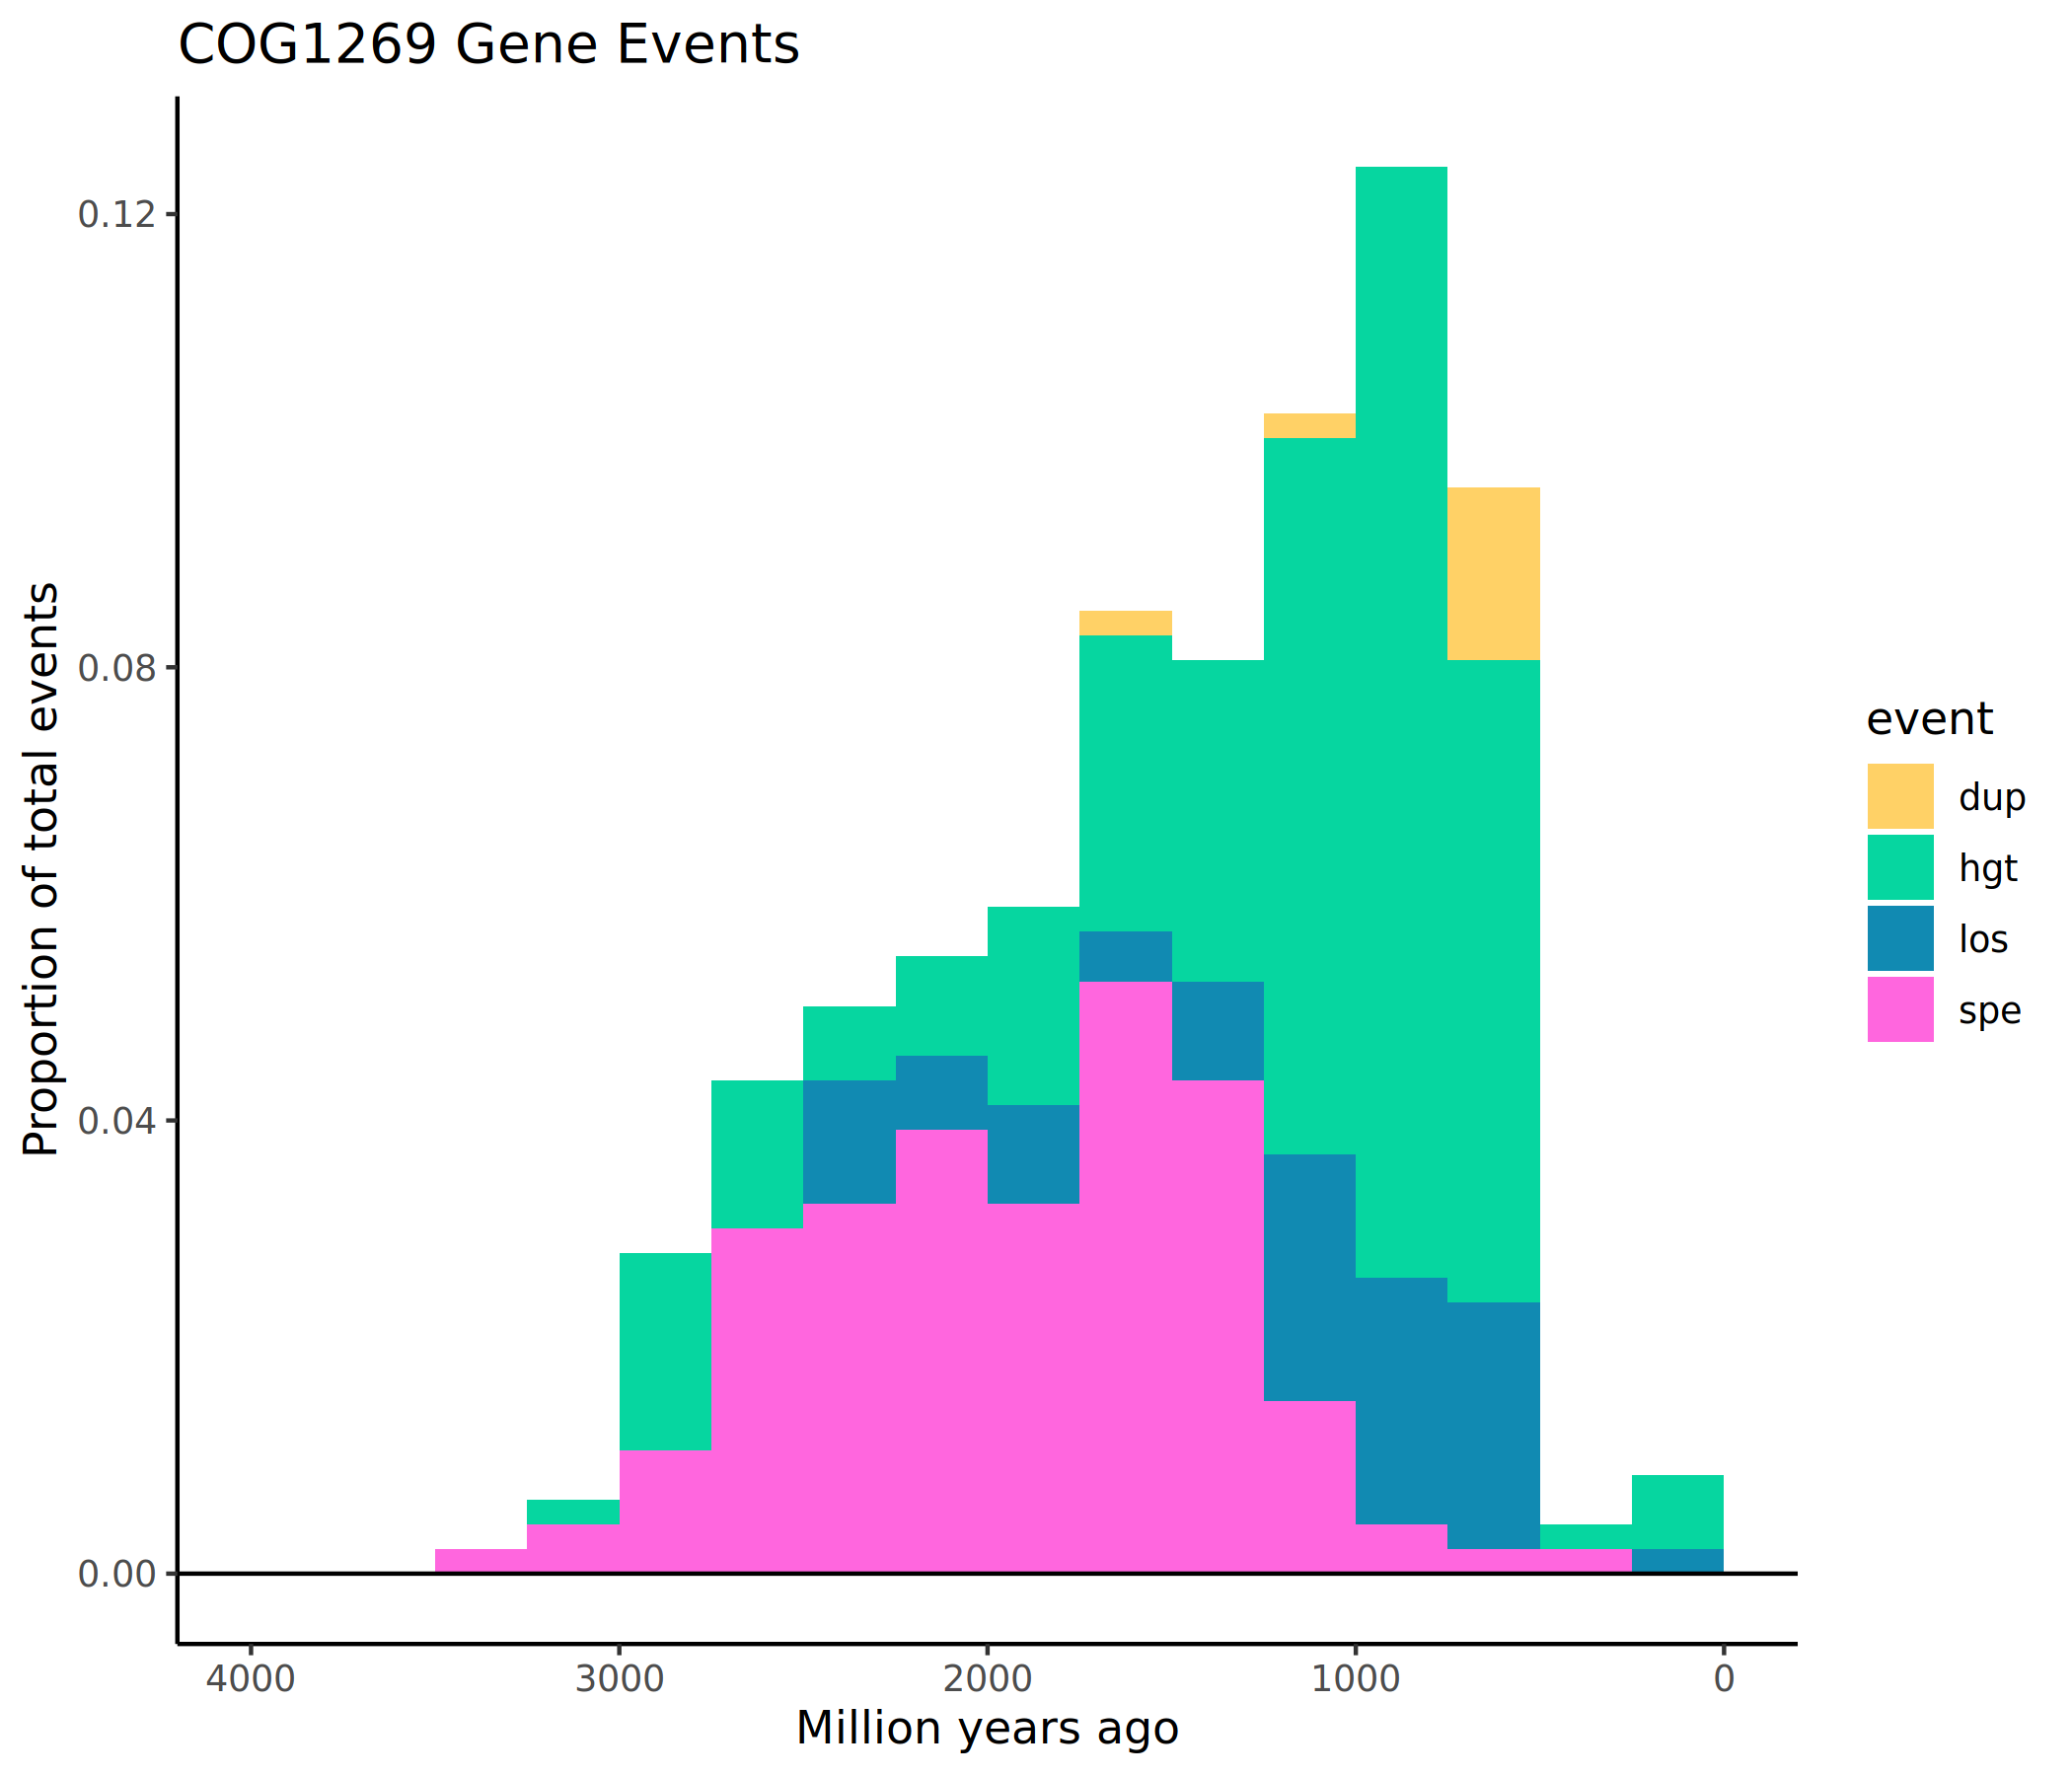 COG1269 Gene Events
Proportion of total events
0.12
0.08
0.04
0.00
4000 3000 2000 1000 0
Million years ago
event
dup
hgt
los
spe